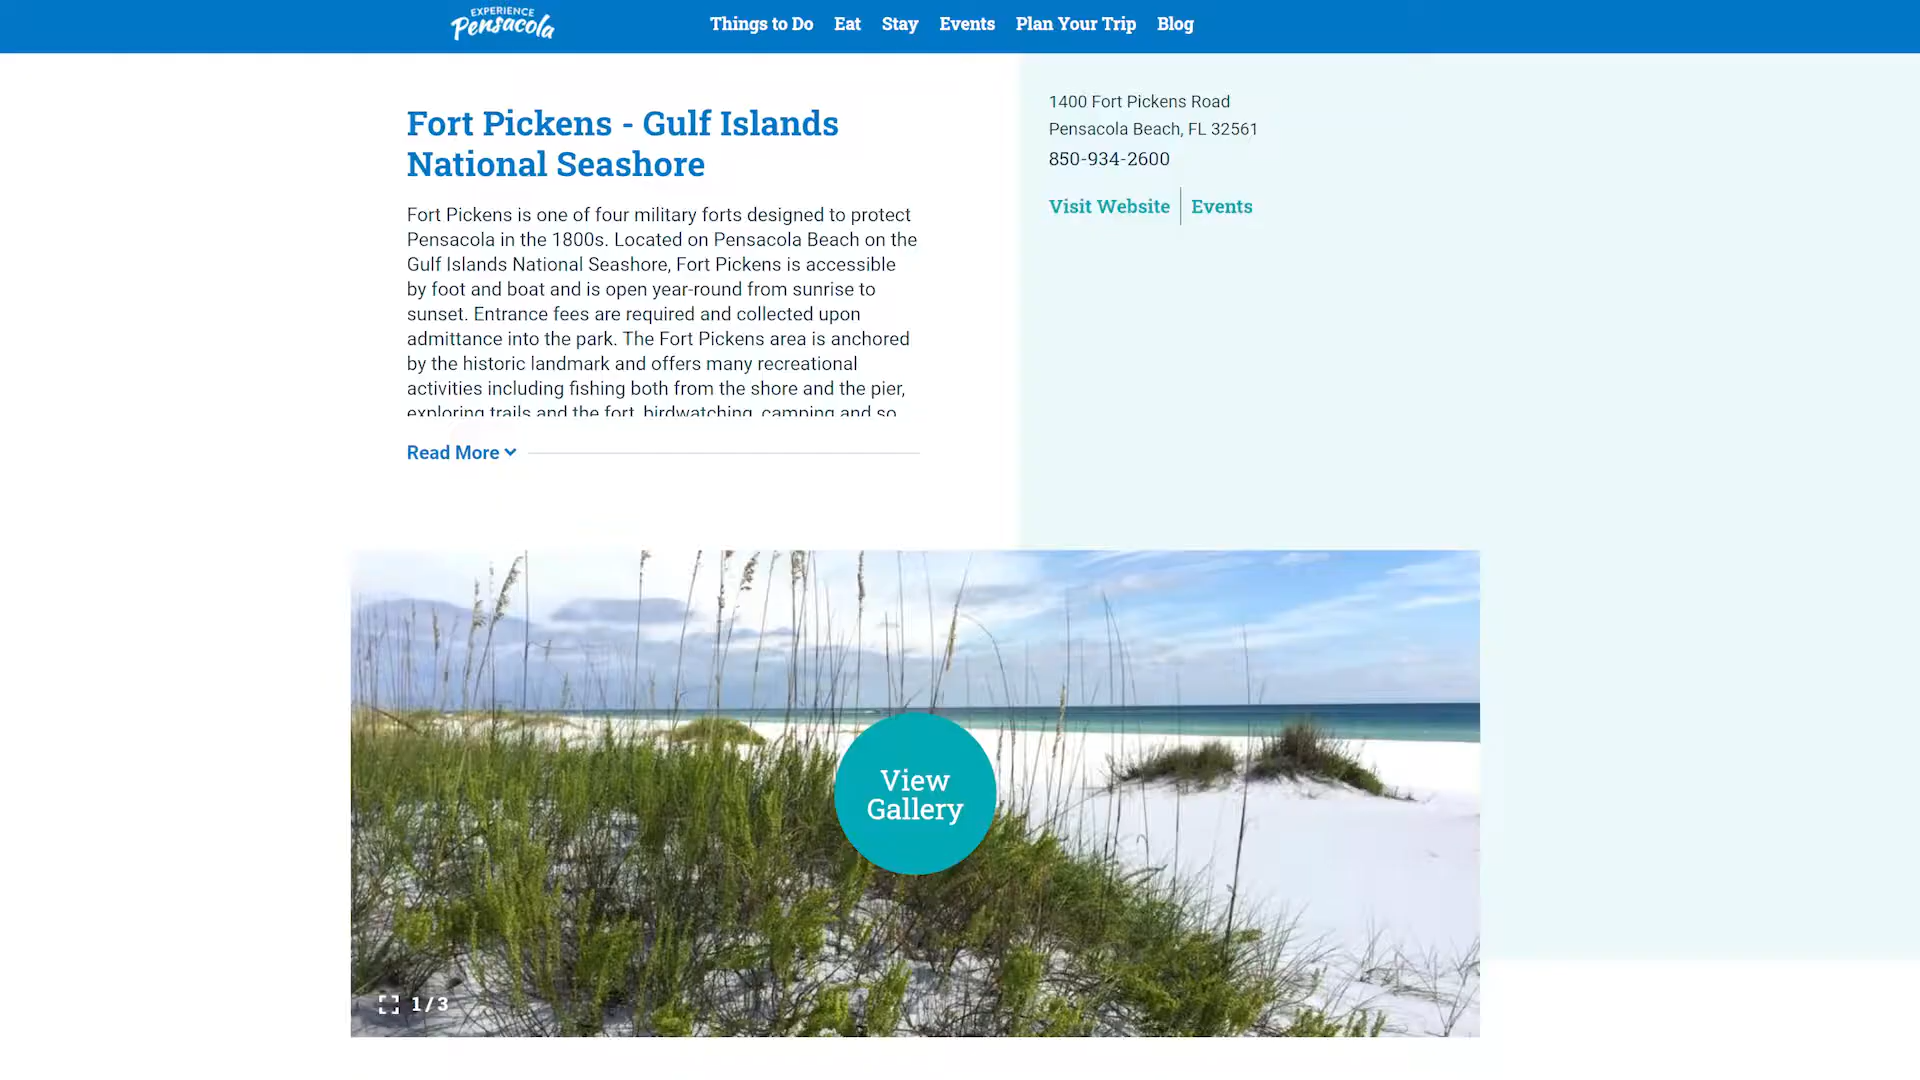 EXPERIENCE
Pensacola
Things to Do Eat Stay Events Plan Your Trip Blog
Fort Pickens - Gulf Islands
National Seashore
Fort Pickens is one of four military forts designed to protect
Pensacola in the 1800s. Located on Pensacola Beach on the
Gulf Islands National Seashore, Fort Pickens is accessible
by foot and boat and is open year-round from sunrise to
sunset. Entrance fees are required and collected upon
admittance into the park. The Fort Pickens area is anchored
by the historic landmark and offers many recreational
activities including fishing both from the shore and the pier,
exploring trails and the fort, birdwatching, camping and so
Read More
1400 Fort Pickens Road
Pensacola Beach, FL 32561
850-934-2600
Visit Website Events
View
Gallery
1 / 3